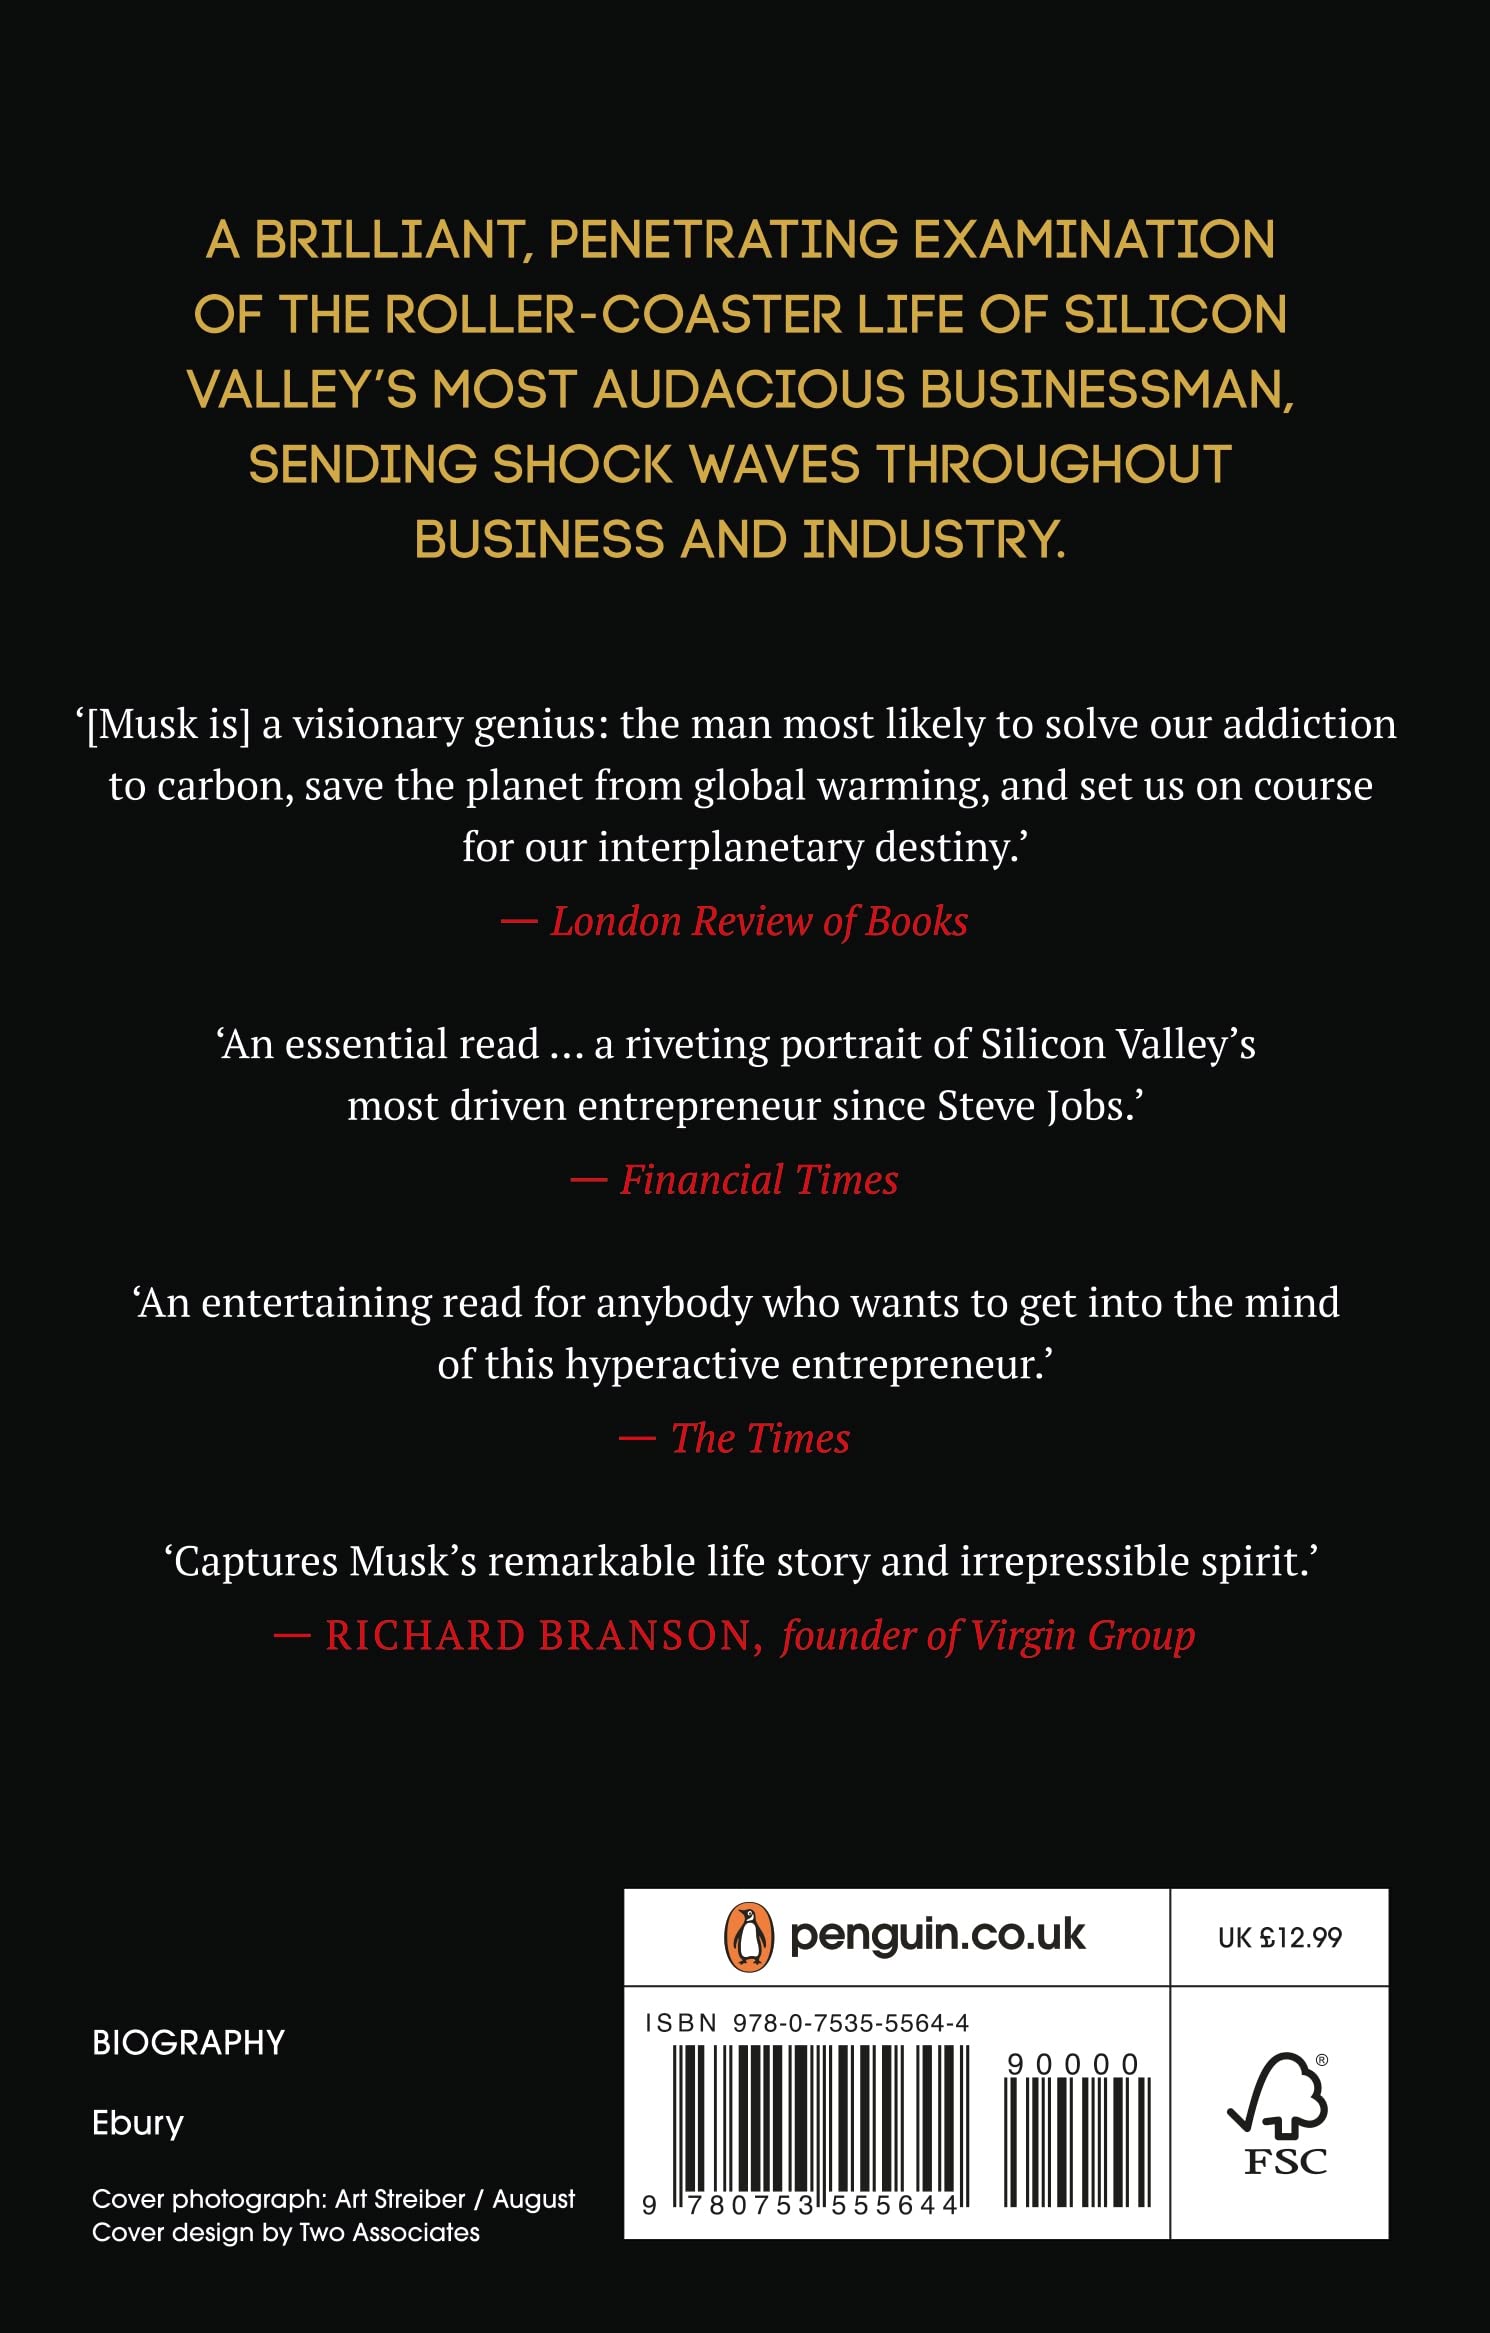 A BRILLIANT, PENETRATING EXAMINATION
OF THE ROLLER-COASTER LIFE OF SILICON
VALLEY’S MOST AUDACIOUS BUSINESSMAN,
SENDING SHOCK WAVES THROUGHOUT
BUSINESS AND INDUSTRY.
‘[Musk is] a visionary genius: the man most likely to solve our addiction
to carbon, save the planet from global warming, and set us on course
for our interplanetary destiny.’
— London Review of Books
‘An essential read ... a riveting portrait of Silicon Valley’s
most driven entrepreneur since Steve Jobs.’
— Financial Times
‘An entertaining read for anybody who wants to get into the mind
of this hyperactive entrepreneur.’
— The Times
‘Captures Musk’s remarkable life story and irrepressible spirit.’
— RICHARD BRANSON, founder of Virgin Group
BIOGRAPHY
Ebury
Cover photograph: Art Streiber / August
Cover design by Two Associates
penguin.co.uk
UK £12.99
ISBN 978-0-7535-5564-4
90000
9 780753 555644
®
FSC